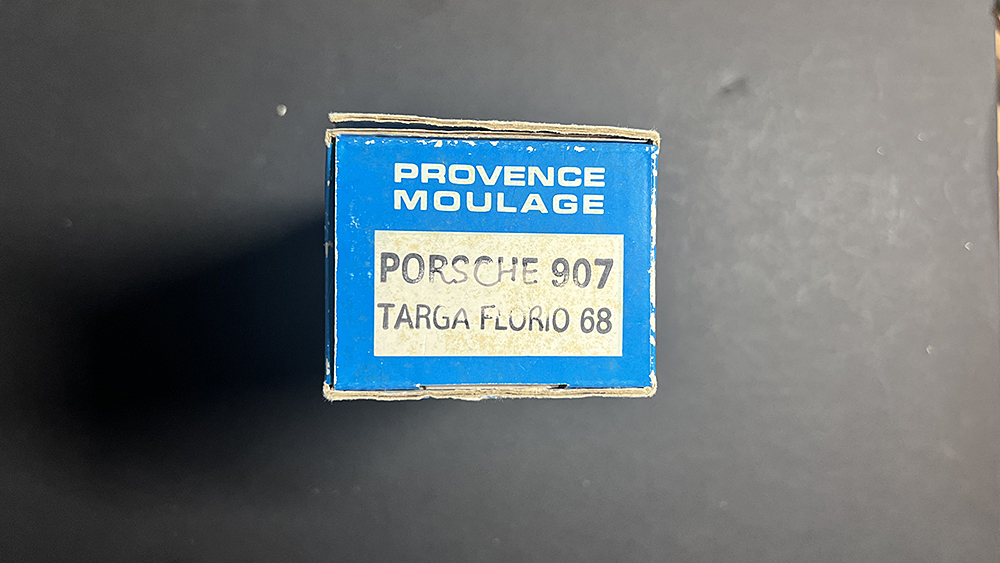 PROVENCE
MOULAGE
PORSCHE 907
TARGA FLORIO 68